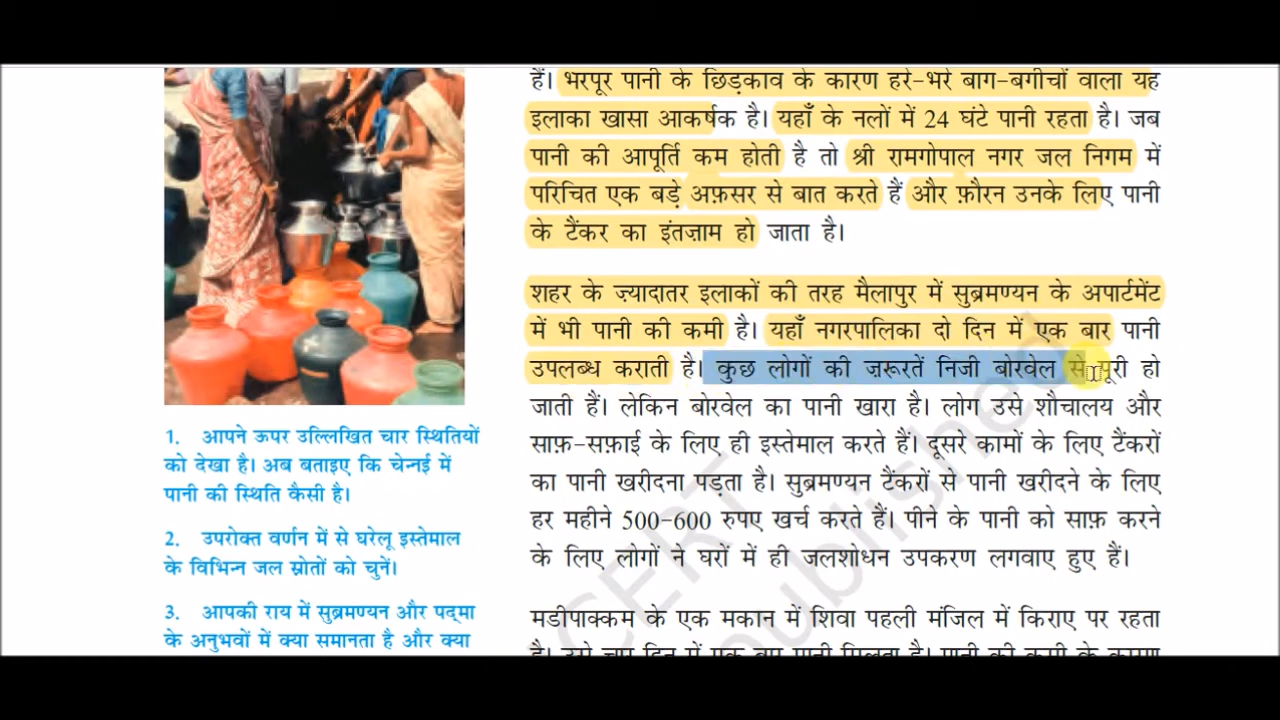 हैं। भरपूर पानी के छिड़काव के कारण हरे-भरे बाग-बगीचों वाला यह
इलाका खासा आकर्षक है। यहाँ के नलों में 24 घंटे पानी रहता है। जब
पानी की आपूर्ति कम होती है तो श्री रामगोपाल नगर जल निगम में
परिचित एक बड़े अफ़सर से बात करते हैं और फ़ौरन उनके लिए पानी
के टैंकर का इंतज़ाम हो जाता है।
शहर के ज़्यादातर इलाकों की तरह मैलापुर में सुब्रमण्यन के अपार्टमेंट
में भी पानी की कमी है। यहाँ नगरपालिका दो दिन में एक बार पानी
उपलब्ध कराती है। कुछ लोगों की ज़रूरतें निजी बोरवेल से पूरी हो
जाती हैं। लेकिन बोरवेल का पानी खारा है। लोग उसे शौचालय और
साफ़-सफ़ाई के लिए ही इस्तेमाल करते हैं। दूसरे कामों के लिए टैंकरों
का पानी खरीदना पड़ता है। सुब्रमण्यन टैंकरों से पानी खरीदने के लिए
हर महीने 500-600 रुपए खर्च करते हैं। पीने के पानी को साफ़ करने
के लिए लोगों ने घरों में ही जलशोधन उपकरण लगवाए हुए हैं।
मडीपाक्कम के एक मकान में शिवा पहली मंजिल में किराए पर रहता
है। उसे चार दिन में एक बार पानी मिलता है। पानी की कमी के कारण
1. आपने ऊपर उल्लिखित चार स्थितियों
को देखा है। अब बताइए कि चेन्नई में
पानी की स्थिति कैसी है।
2. उपरोक्त वर्णन में से घरेलू इस्तेमाल
के विभिन्न जल स्रोतों को चुनें।
3. आपकी राय में सुब्रमण्यन और पद्मा
के अनुभवों में क्या समानता है और क्या